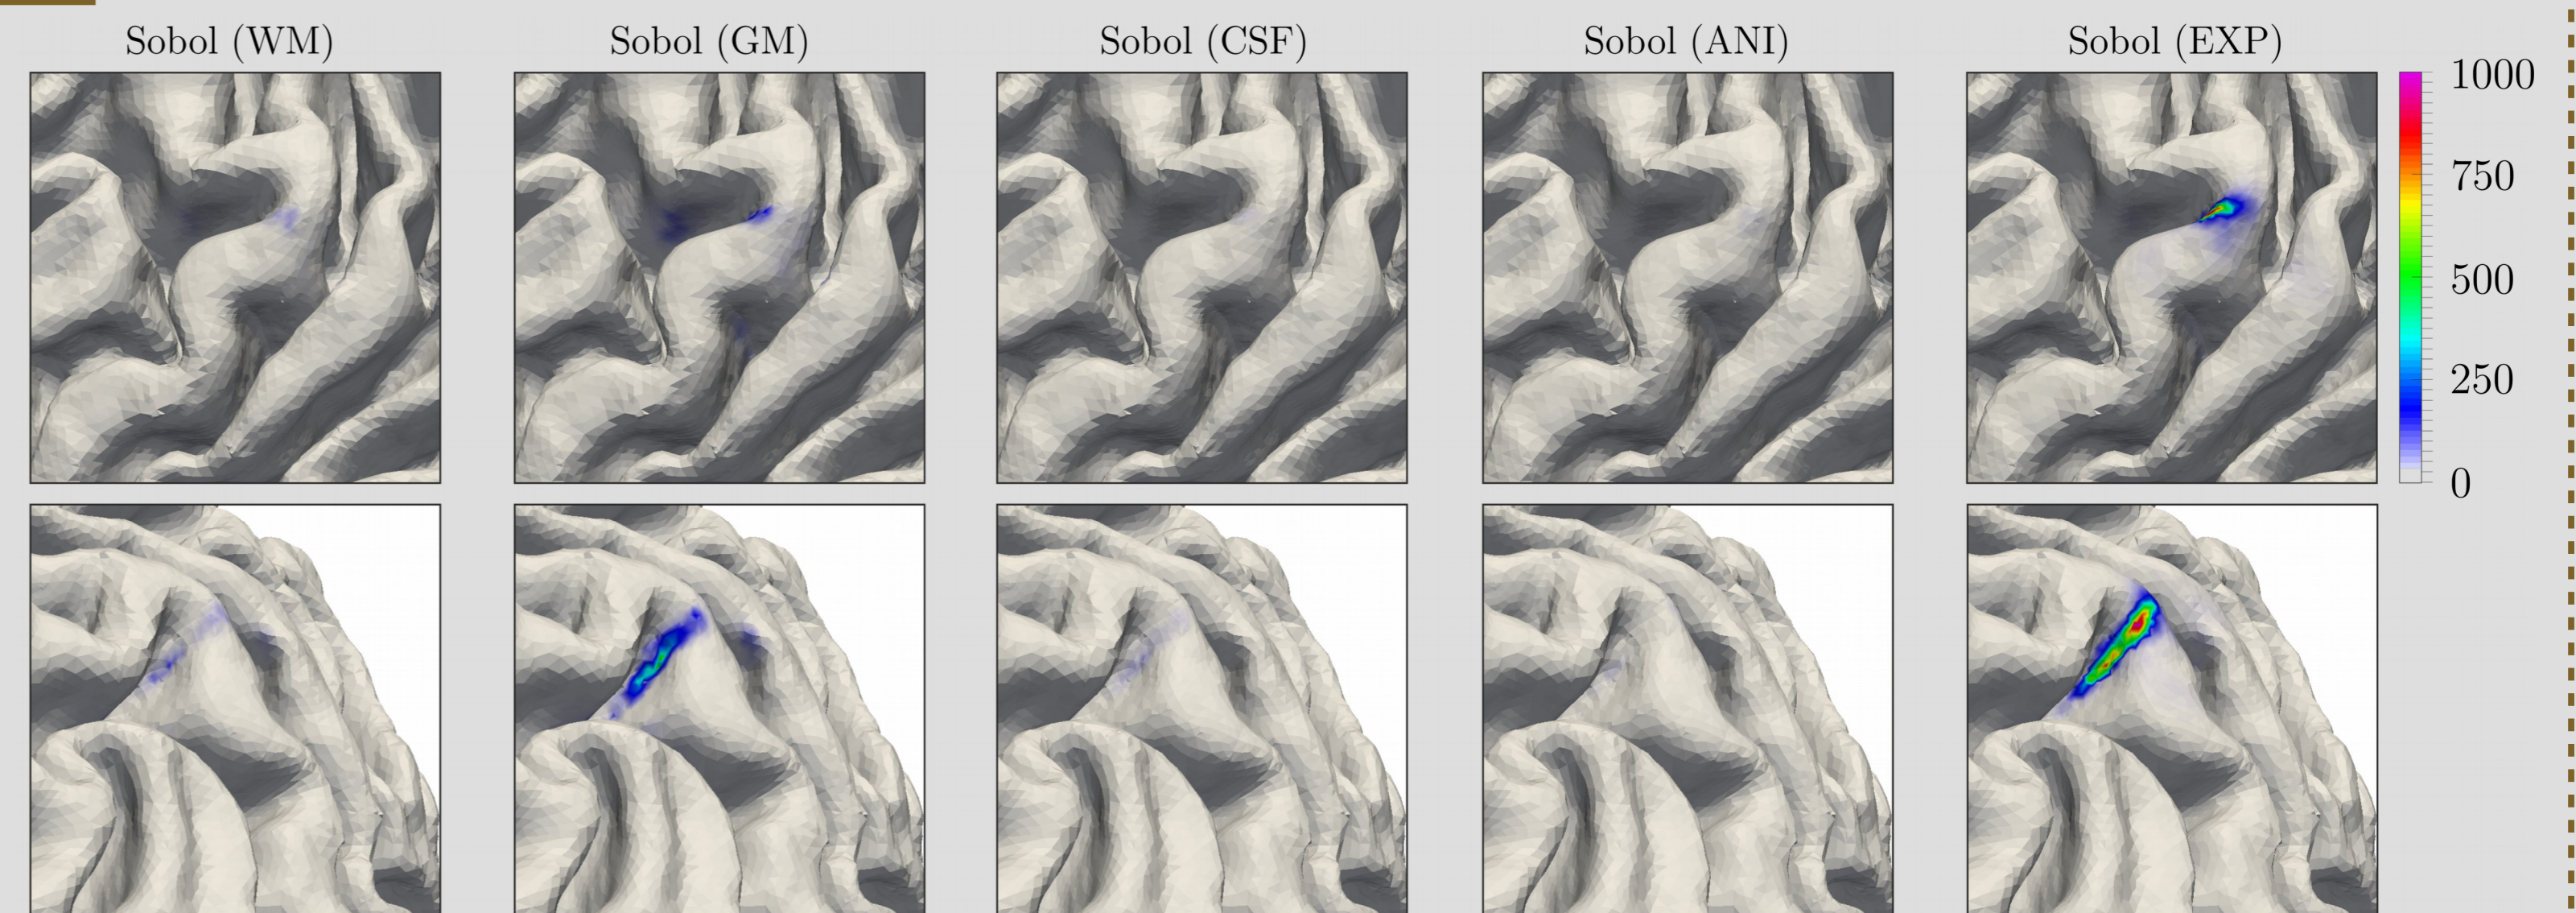 Sobol (WM)
Sobol (GM)
Sobol (CSF)
Sobol (ANI)
Sobol (EXP)
1000
750
500
250
0